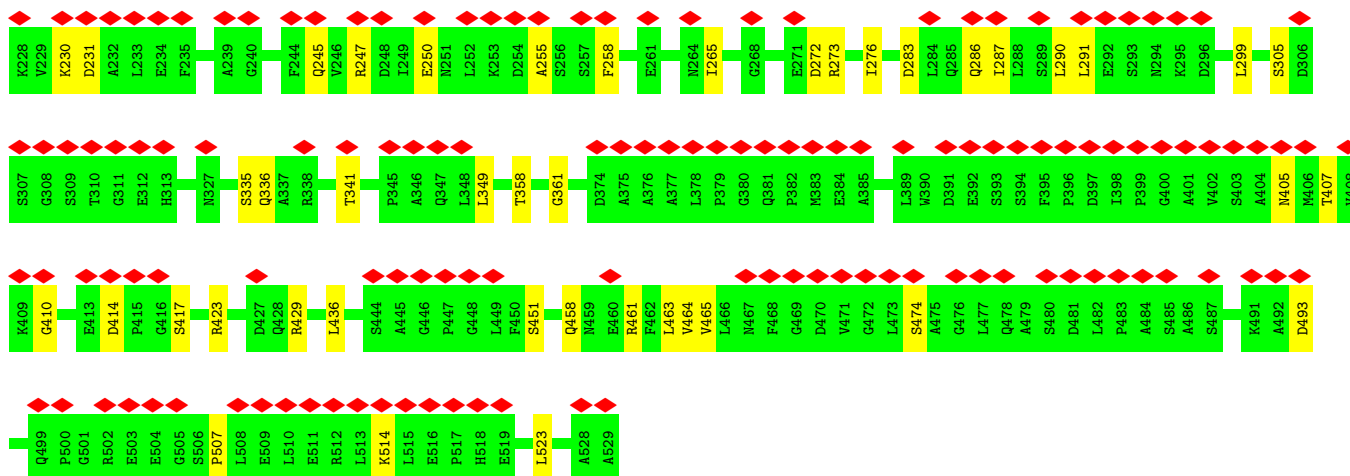 K228 V229 K230 D231 A232 L233 E234 F235 A239 G240 F244 Q245 V246 R247 D248 I249 E250 N251 L252 K253 D254 A255 S256 S257 F258 E261 N264 I265 G268 E271 D272 R273 I276 D283 L284 Q285 Q286 I287 L288 S289 L290 L291 E292 S293 N294 K295 D296 L299 S305 D306
S307 G308 S309 T310 G311 E312 H313 N327 S335 Q336 A337 R338 T341 P345 A346 Q347 L348 L349 T358 G361 D374 A375 A376 A377 L378 P379 G380 Q381 P382 M383 E384 A385 L389 W390 D391 E392 S393 S394 F395 P396 D397 I398 P399 G400 A401 V402 S403 A404 N405 M406 T407
K409 G410 E413 D414 P415 G416 S417 R423 D427 Q428 R429 L436 S444 A445 G446 P447 G448 L449 F450 S451 Q458 N459 E460 R461 F462 L463 V464 V465 L466 N467 F468 G469 D470 V471 G472 L473 S474 A475 G476 L477 Q478 A479 S480 D481 L482 P483 A484 S485 A486 S487 K491 A492 D493
Q499 P500 G501 R502 E503 E504 G505 S506 P507 L508 E509 L510 E511 R512 L513 K514 L515 E516 P517 H518 E519 L523 A528 A529